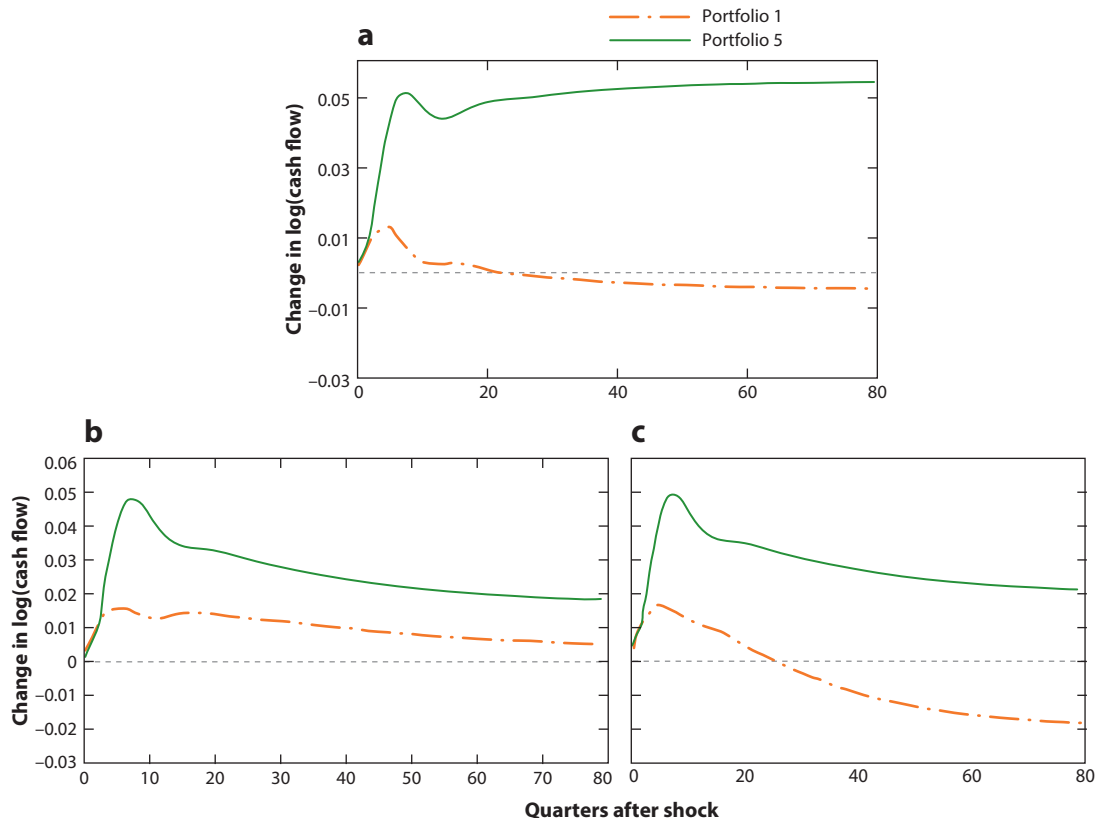 Portfolio 1
Portfolio 5
a
Change in log(cash flow)
0.05
0.03
0.01
−0.01
−0.03
0 20 40 60 80
b
Change in log(cash flow)
0.06
0.05
0.04
0.03
0.02
0.01
0
−0.01
−0.02
−0.03
0 10 20 30 40 50 60 70 80
c
0 20 40 60 80
Quarters after shock